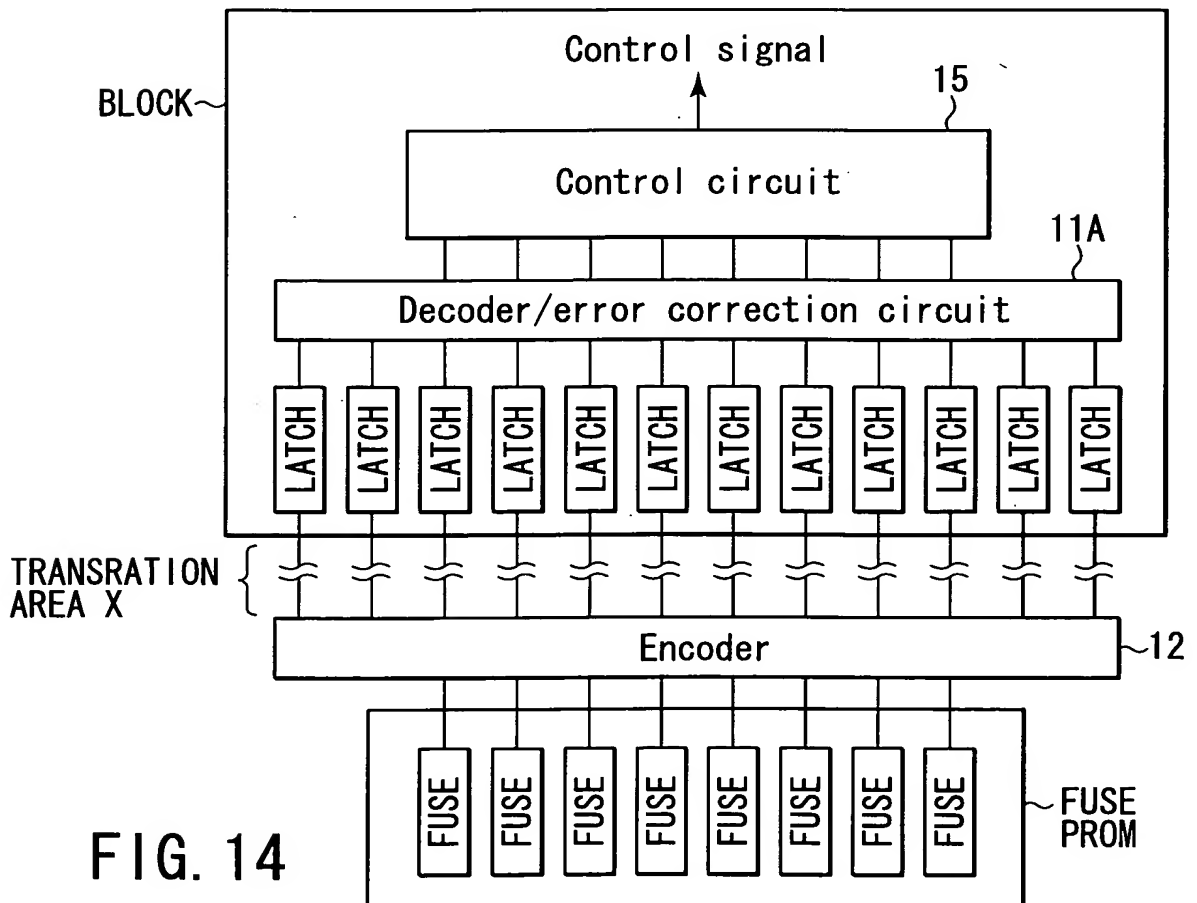 Control signal
15
BLOCK
Control circuit
11A
Decoder/error correction circuit
LATCH LATCH LATCH LATCH LATCH LATCH LATCH LATCH LATCH LATCH LATCH LATCH
TRANSRATION
AREA X
Encoder
12
FUSE FUSE FUSE FUSE FUSE FUSE FUSE FUSE
FUSE
PROM
FIG. 14